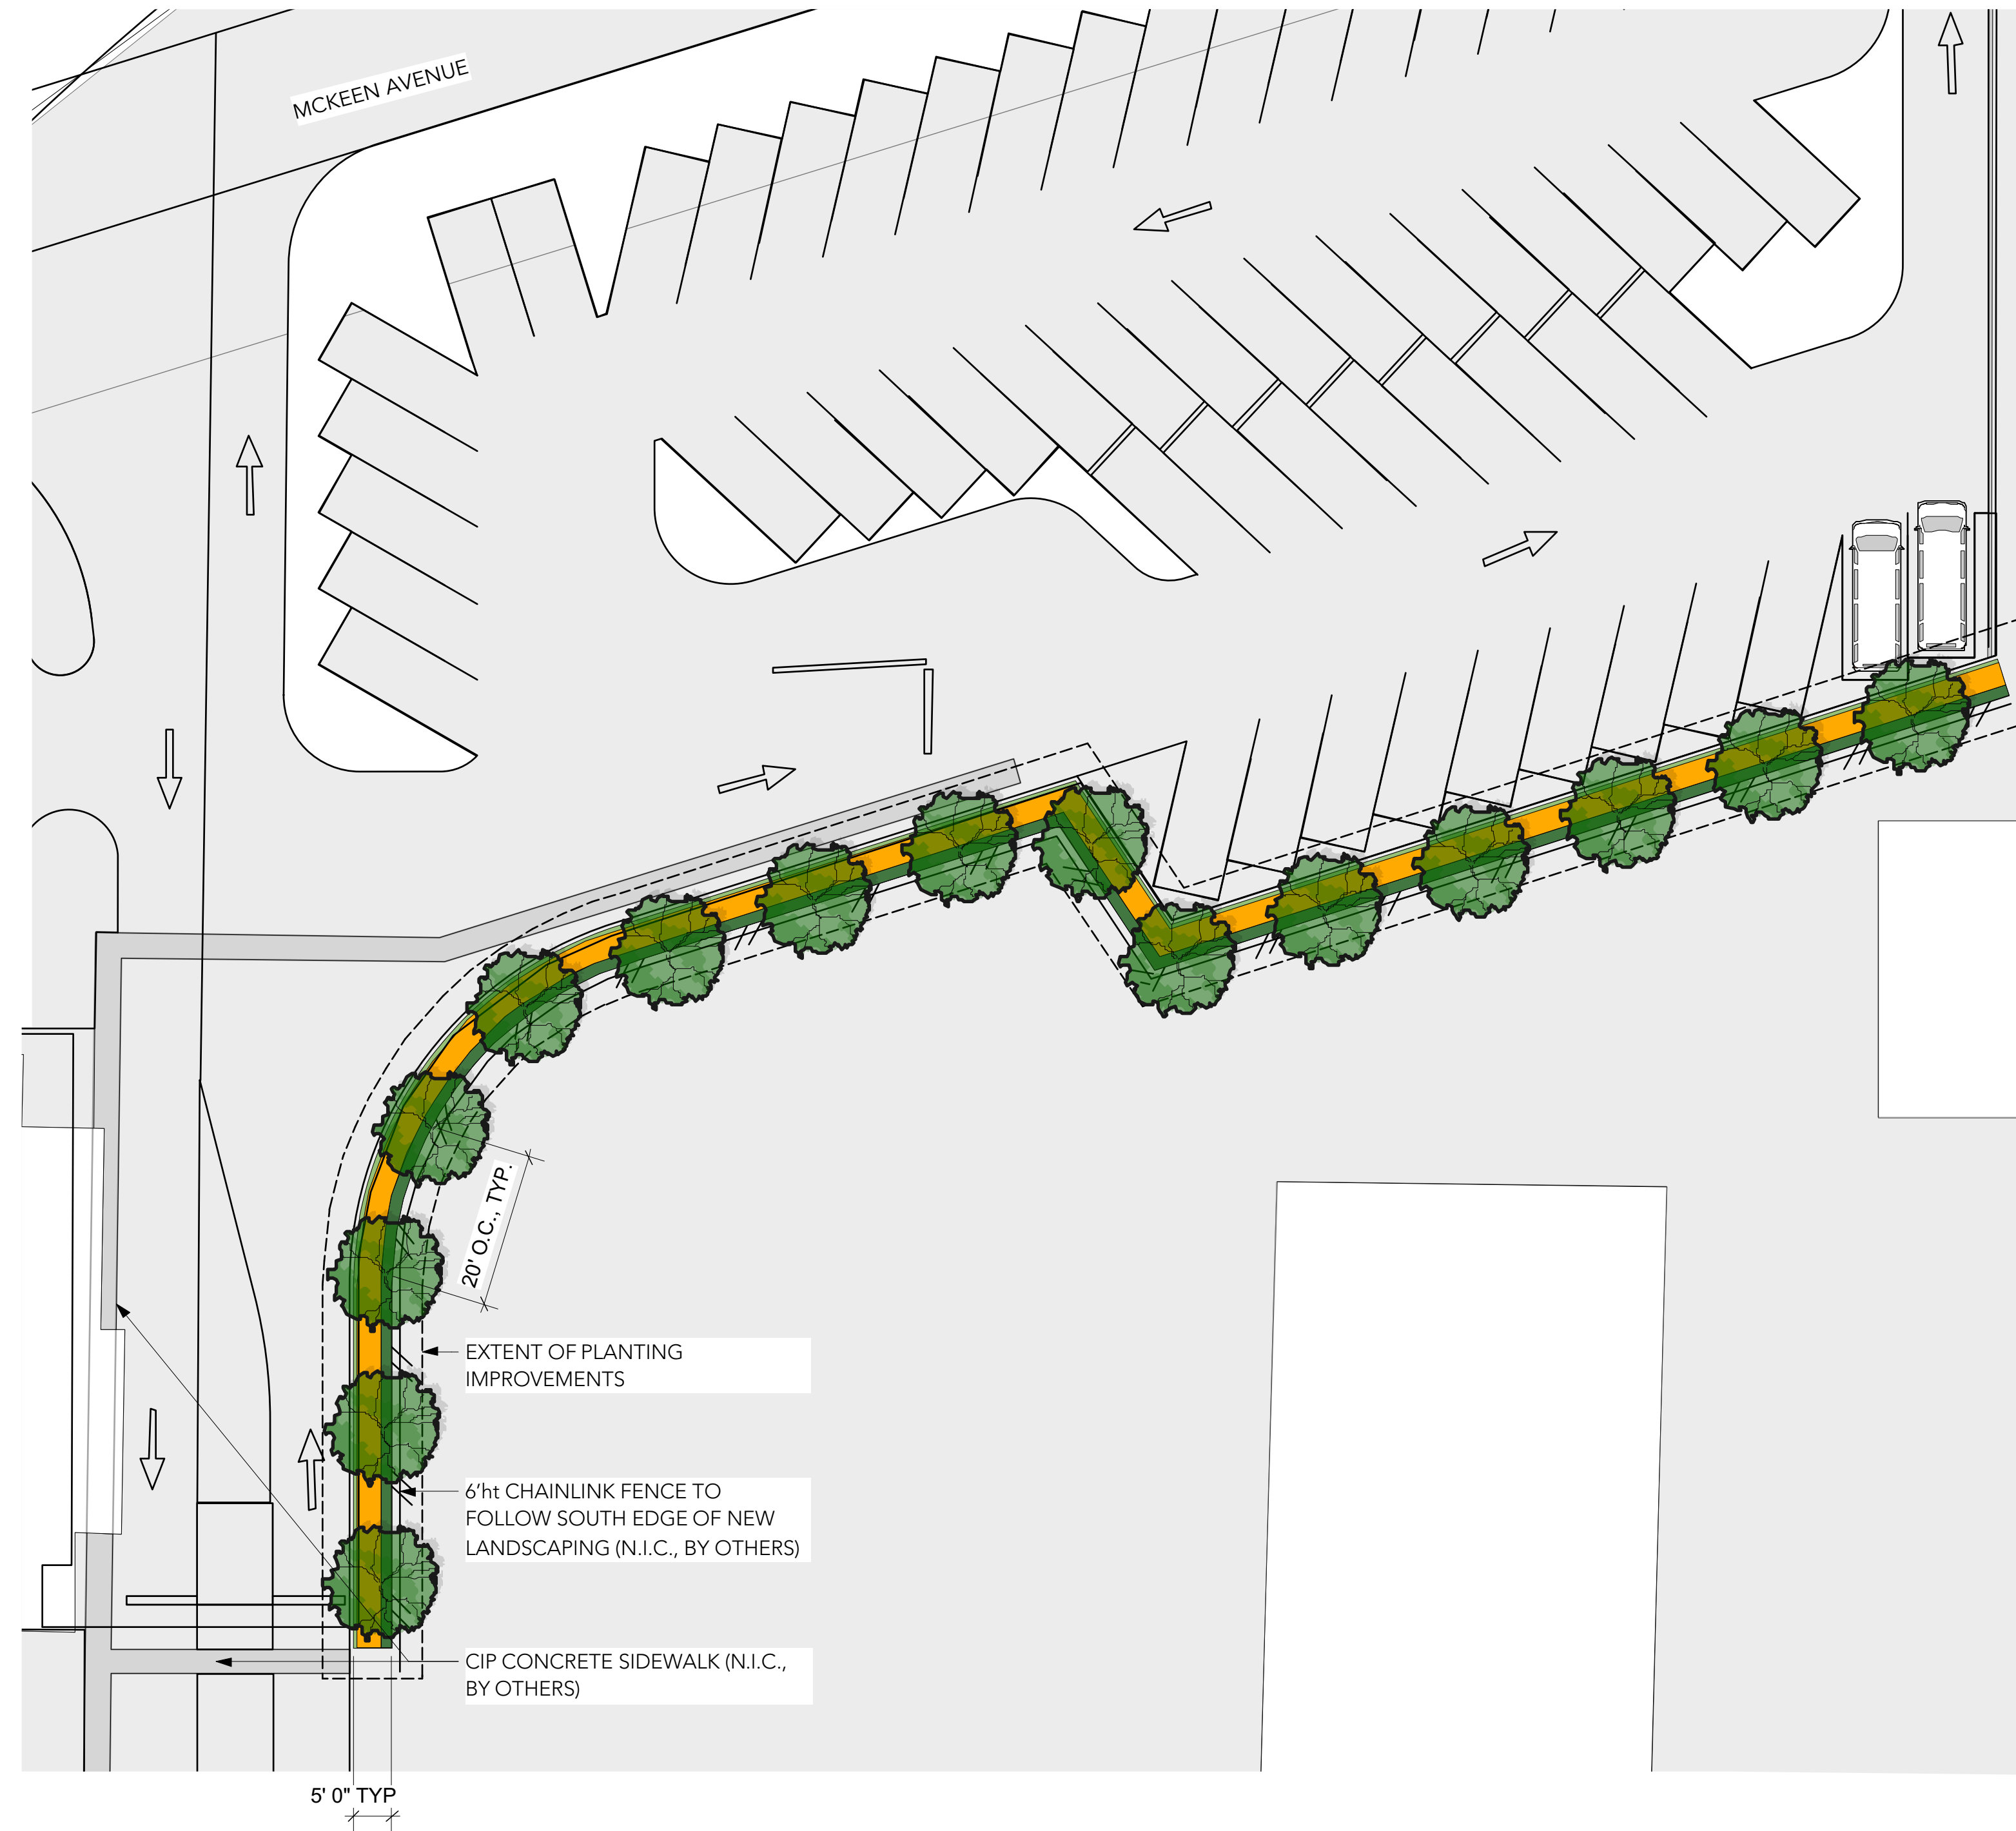 MCKEEN AVENUE
20' O.C., TYP.
EXTENT OF PLANTING
IMPROVEMENTS
6’ht CHAINLINK FENCE TO
FOLLOW SOUTH EDGE OF NEW
LANDSCAPING (N.I.C., BY OTHERS)
CIP CONCRETE SIDEWALK (N.I.C.,
BY OTHERS)
5' 0" TYP